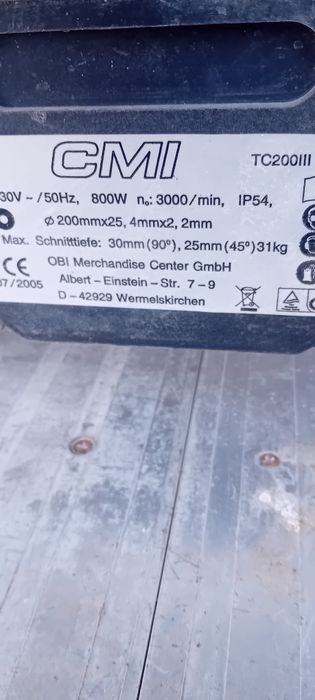 CMI
TC200III
30V ~ /50Hz, 800W n₀: 3000/min, IP54,
⌀ 200mmx25, 4mmx2, 2mm
Max. Schnitttiefe: 30mm(90°), 25mm(45°)31kg
CE OBI Merchandise Center GmbH
07/2005 Albert-Einstein-Str. 7-9
D-42929 Wermelskirchen